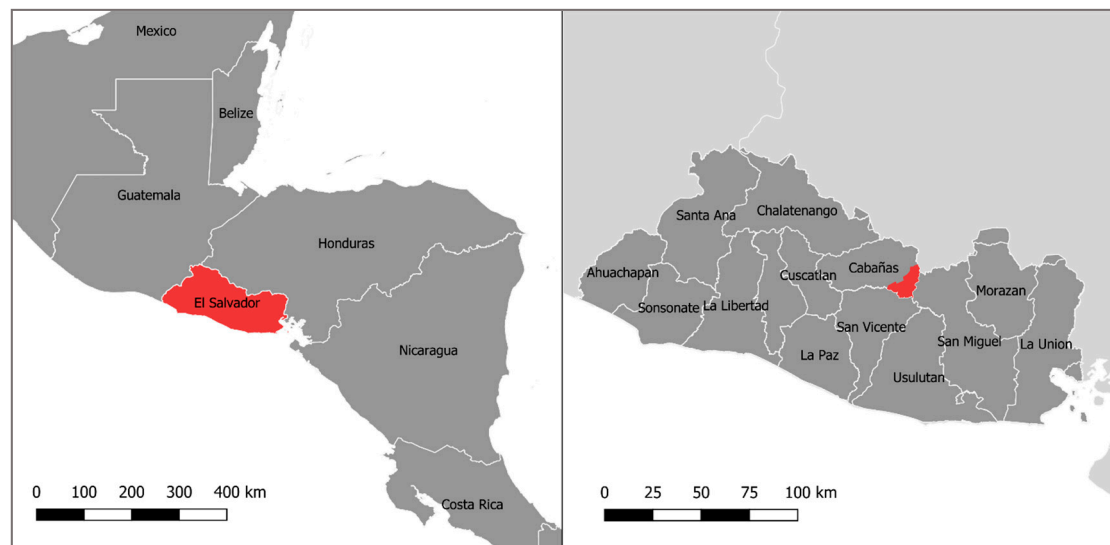 Mexico
Belize
Guatemala
Honduras
El Salvador
Nicaragua
Costa Rica
0 100 200 300 400 km
Santa Ana
Chalatenango
Ahuachapan
Cuscatlan
Cabañas
Sonsonate
La Libertad
Morazan
San Vicente
San Miguel
La Union
La Paz
Usulutan
0 25 50 75 100 km